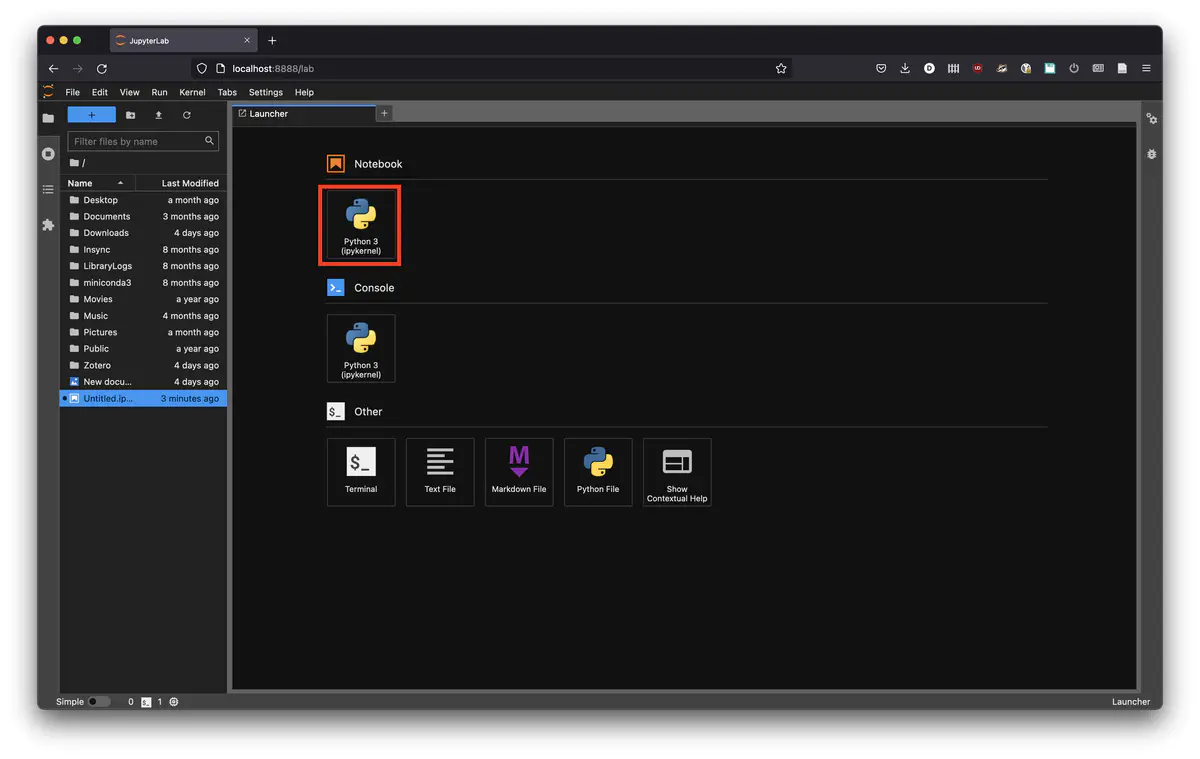 JupyterLab
localhost:8888/lab
File Edit View Run Kernel Tabs Settings Help
Launcher
Filter files by name
/
Name Last Modified
Desktop a month ago
Documents 3 months ago
Downloads 4 days ago
Insync 8 months ago
LibraryLogs 8 months ago
miniconda3 8 months ago
Movies a year ago
Music 4 months ago
Pictures a month ago
Public a year ago
Zotero 4 days ago
New docu... 4 days ago
Untitled.ip... 3 minutes ago
Notebook
Python 3
(ipykernel)
Console
Python 3
(ipykernel)
$_ Other
$_
Terminal
Text File
M
Markdown File
Python File
Show
Contextual Help
Simple 0 $_ 1 Launcher